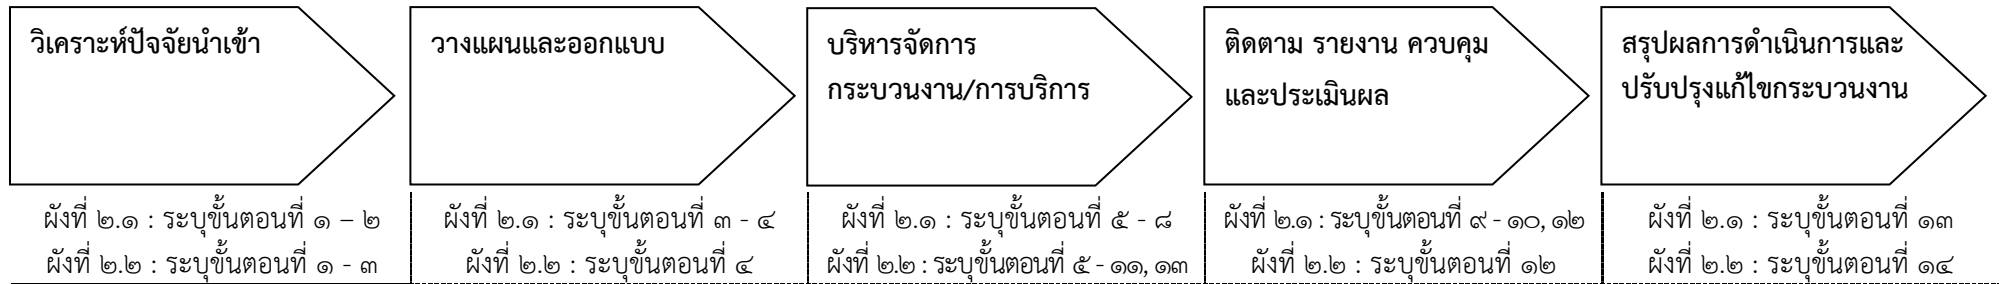 วิเคราะห์ปัจจัยนำเข้า
ผังที่ ๒.๑ : ระบุขั้นตอนที่ ๑ – ๒
ผังที่ ๒.๒ : ระบุขั้นตอนที่ ๑ - ๓
วางแผนและออกแบบ
ผังที่ ๒.๑ : ระบุขั้นตอนที่ ๓ - ๔
ผังที่ ๒.๒ : ระบุขั้นตอนที่ ๔
บริหารจัดการ
กระบวนงาน/การบริการ
ผังที่ ๒.๑ : ระบุขั้นตอนที่ ๕ - ๘
ผังที่ ๒.๒ : ระบุขั้นตอนที่ ๕ - ๑๑, ๑๓
ติดตาม รายงาน ควบคุม
และประเมินผล
ผังที่ ๒.๑ : ระบุขั้นตอนที่ ๙ - ๑๐, ๑๒
ผังที่ ๒.๒ : ระบุขั้นตอนที่ ๑๒
สรุปผลการดำเนินการและ
ปรับปรุงแก้ไขกระบวนงาน
ผังที่ ๒.๑ : ระบุขั้นตอนที่ ๑๓
ผังที่ ๒.๒ : ระบุขั้นตอนที่ ๑๔